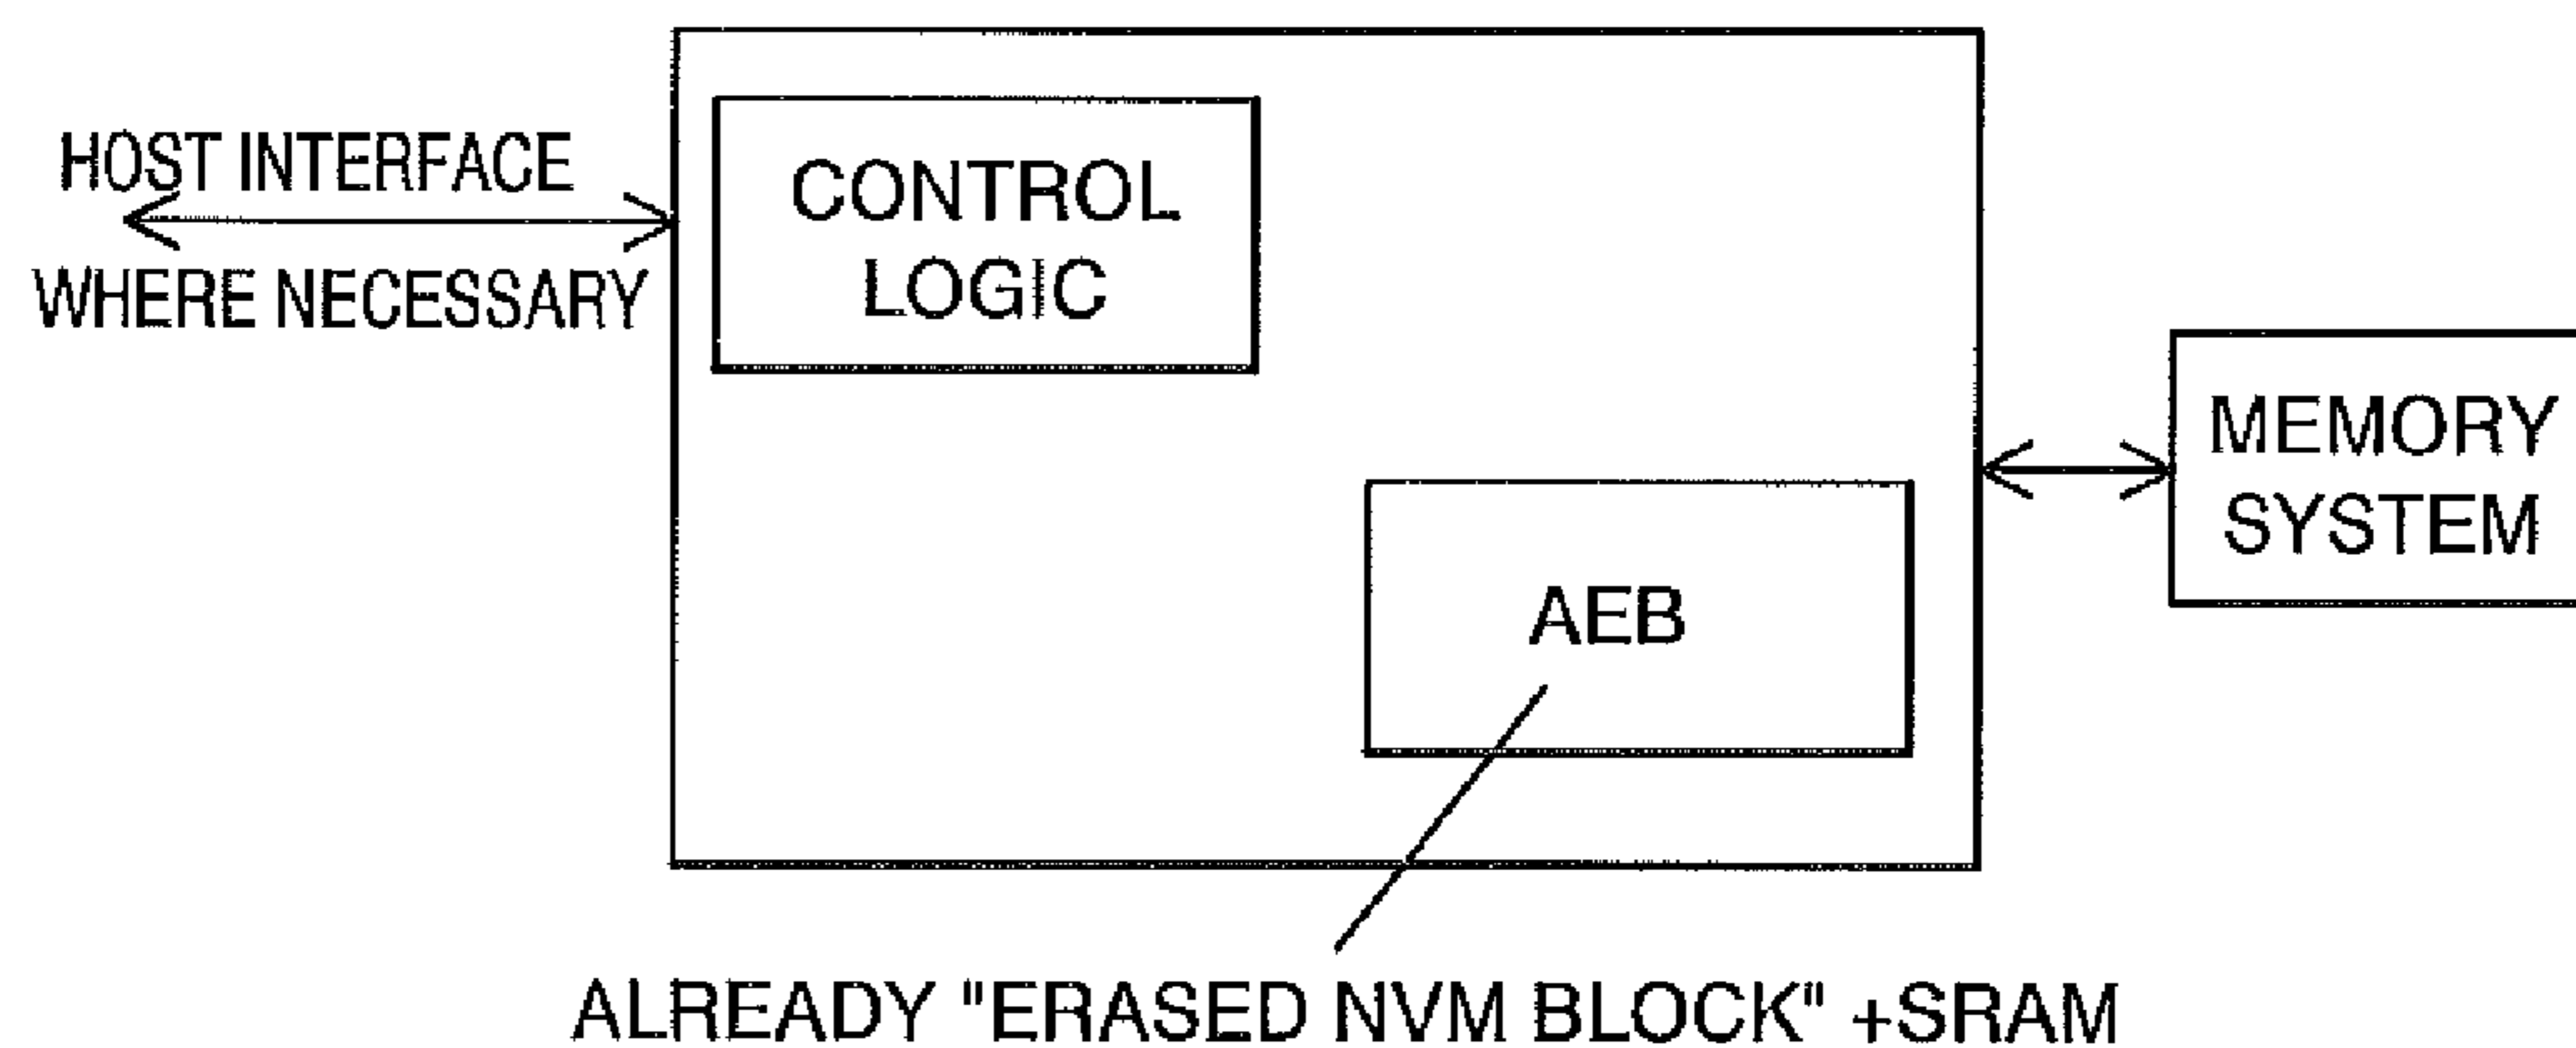 HOST INTERFACE
WHERE NECESSARY
CONTROL
LOGIC
MEMORY
SYSTEM
AEB
ALREADY "ERASED NVM BLOCK" +SRAM